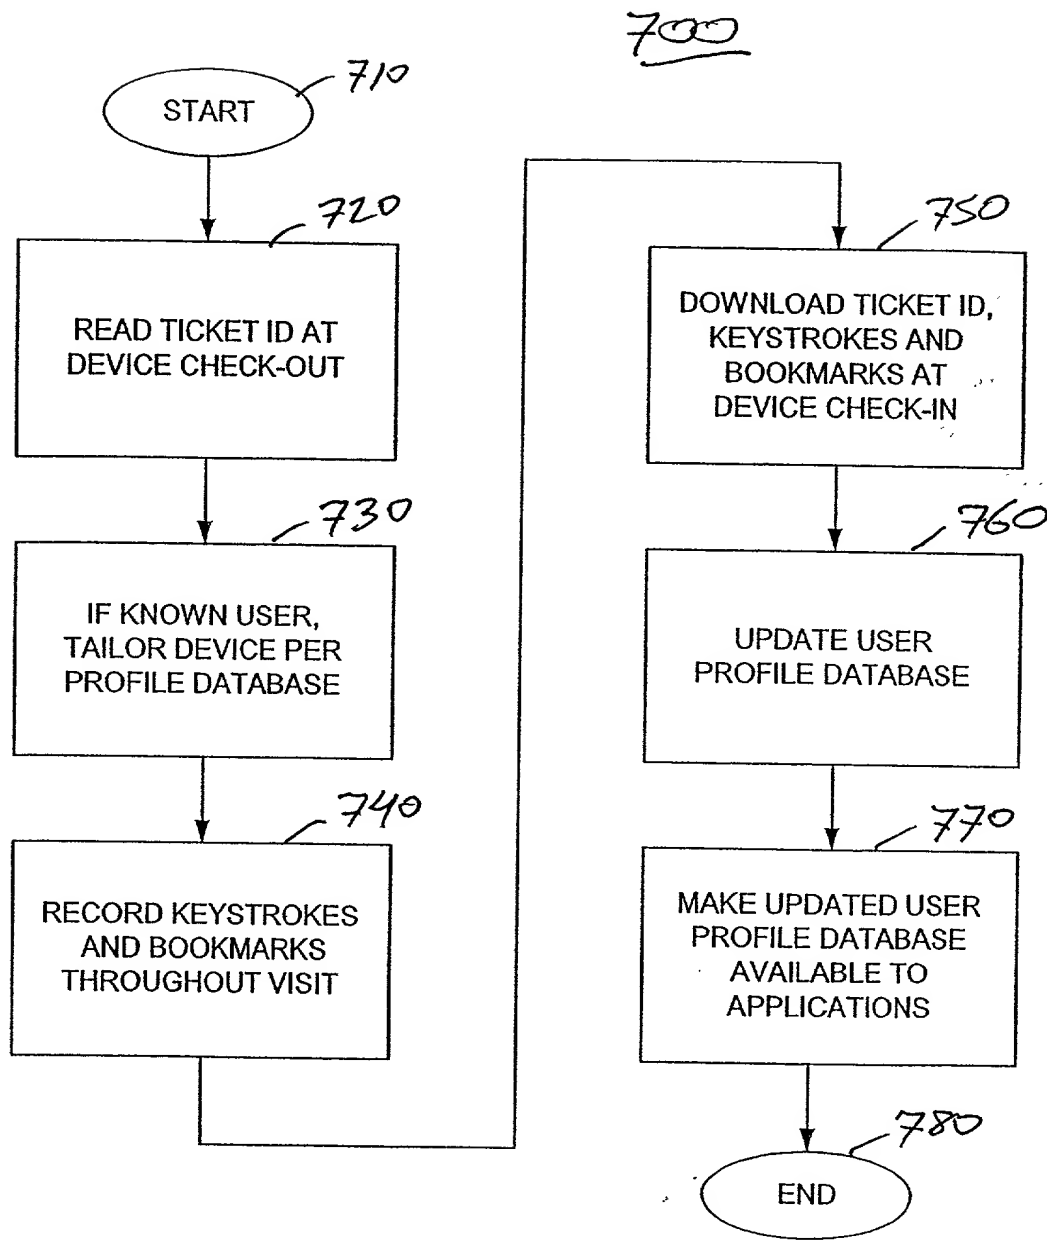 700
710
START
720
READ TICKET ID AT
DEVICE CHECK-OUT
730
IF KNOWN USER,
TAILOR DEVICE PER
PROFILE DATABASE
740
RECORD KEYSTROKES
AND BOOKMARKS
THROUGHOUT VISIT
750
DOWNLOAD TICKET ID,
KEYSTROKES AND
BOOKMARKS AT
DEVICE CHECK-IN
760
UPDATE USER
PROFILE DATABASE
770
MAKE UPDATED USER
PROFILE DATABASE
AVAILABLE TO
APPLICATIONS
780
END